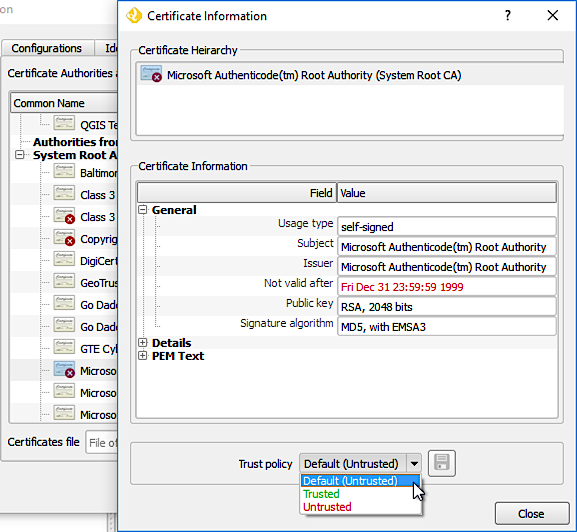 on
Configurations
Ide
Certificate Authorities a
Common Name
QGIS Te
Authorities from
System Root A
Baltimo
Class 3
Class 3
Copyrig
DigiCert
GeoTrus
Go Dadd
Go Dadd
GTE Cyb
Microso
Microso
Microso
Certificates file
File of
Certificate Information
?
Certificate Heirarchy
Microsoft Authenticode(tm) Root Authority (System Root CA)
Certificate Information
Field Value
General
Usage type self-signed
Subject Microsoft Authenticode(tm) Root Authority
Issuer Microsoft Authenticode(tm) Root Authority
Not valid after Fri Dec 31 23:59:59 1999
Public key RSA, 2048 bits
Signature algorithm MD5, with EMSA3
Details
PEM Text
Trust policy Default (Untrusted)
Default (Untrusted)
Trusted
Untrusted
Close